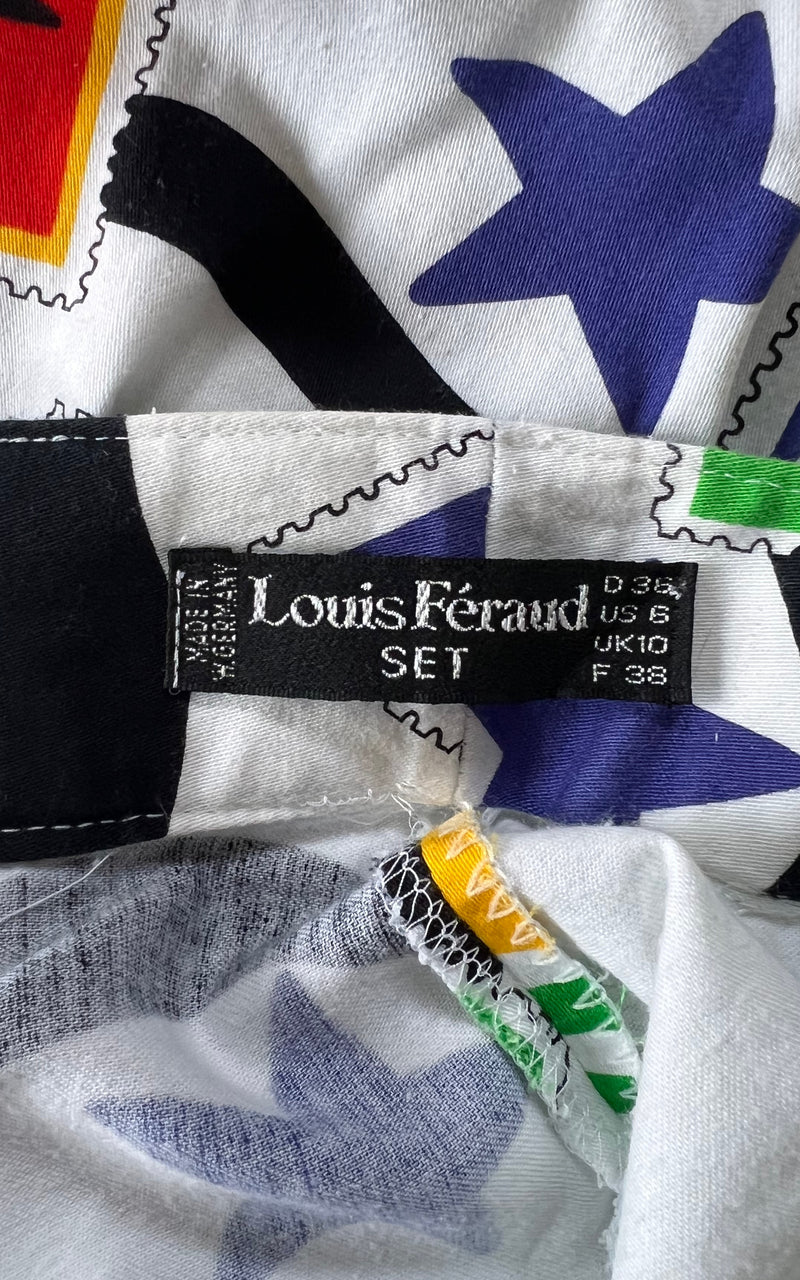 MADE IN
W.GERMANY
Louis Féraud
SET
D 36
US 6
UK10
F 38